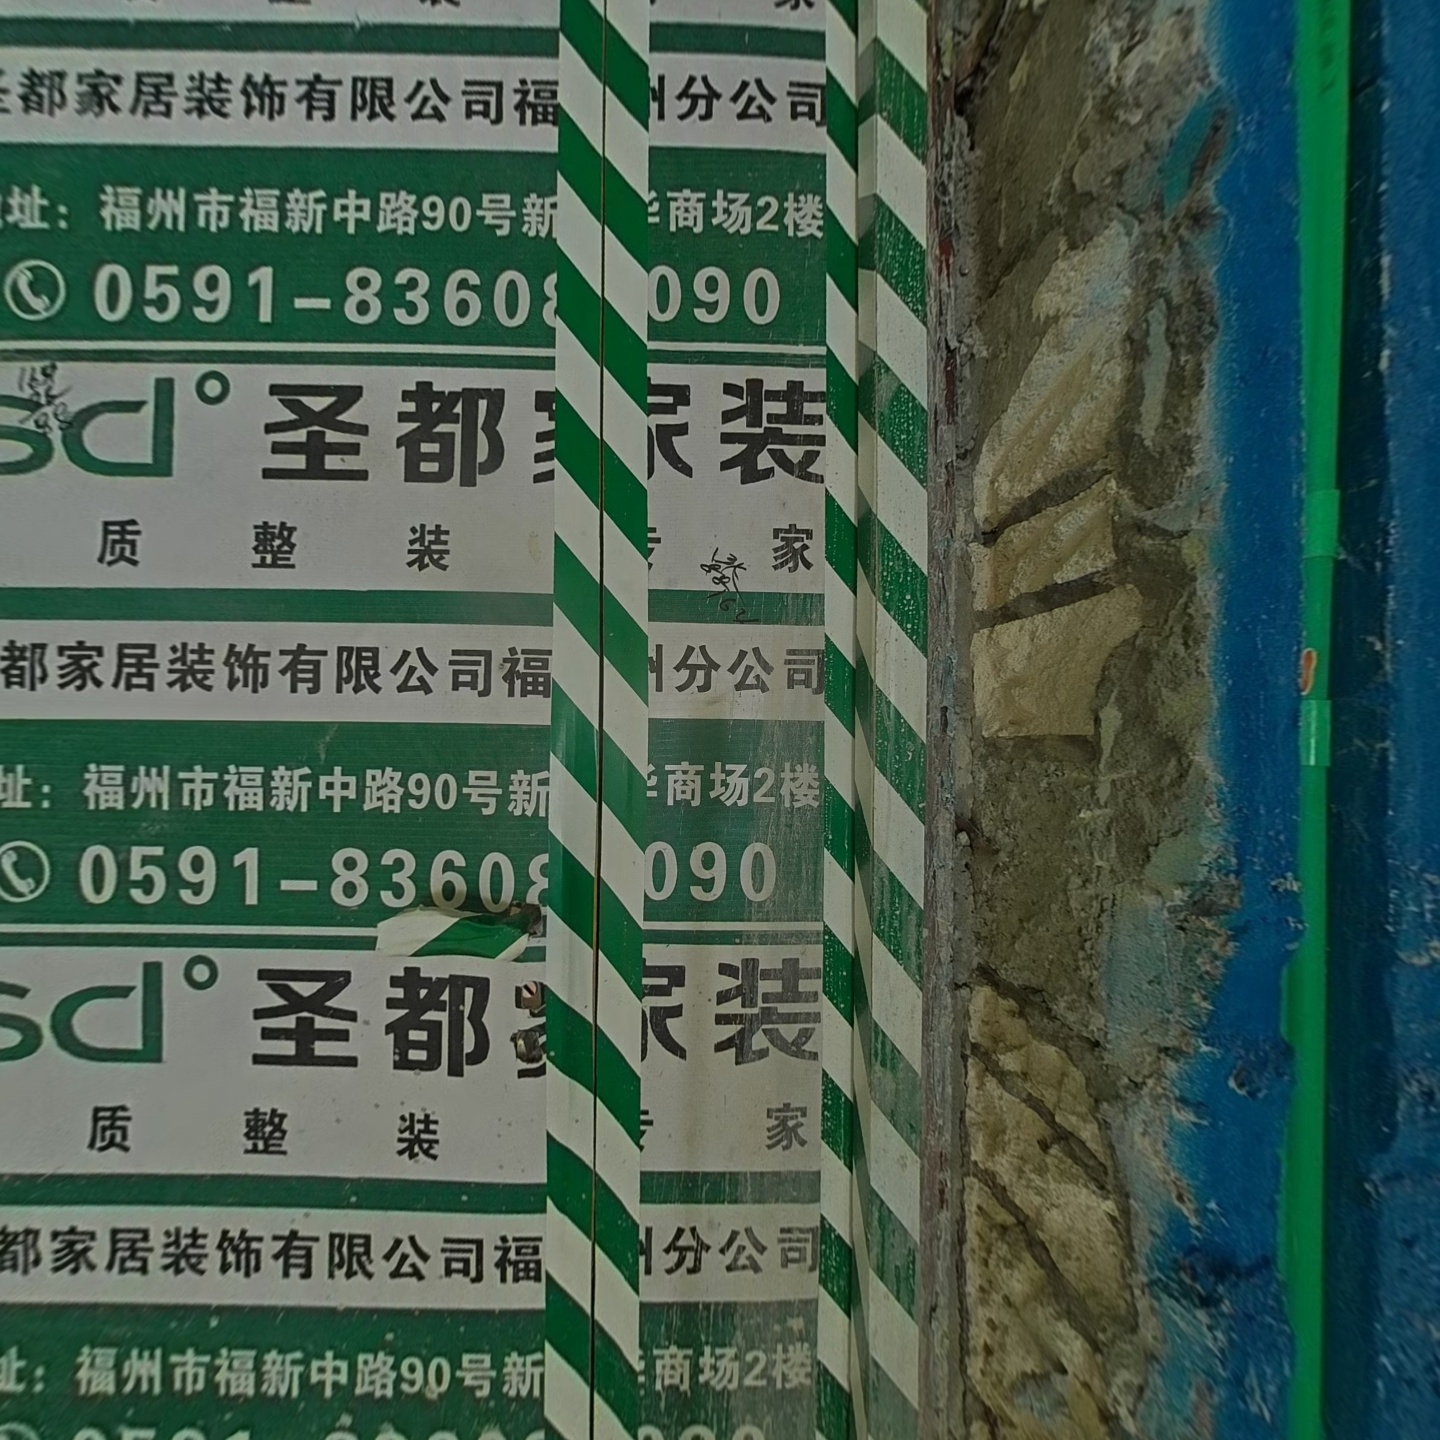 装 家
圣都家居装饰有限公司福州分公司
地址：福州市福新中路90号新 华商场2楼
0591-83608 090
sd° 圣都家装
质 整 装 专 家
都家居装饰有限公司福州分公司
址：福州市福新中路90号新 华商场2楼
0591-83608 090
sd° 圣都家装
质 整 装 专 家
都家居装饰有限公司福州分公司
址：福州市福新中路90号新 华商场2楼